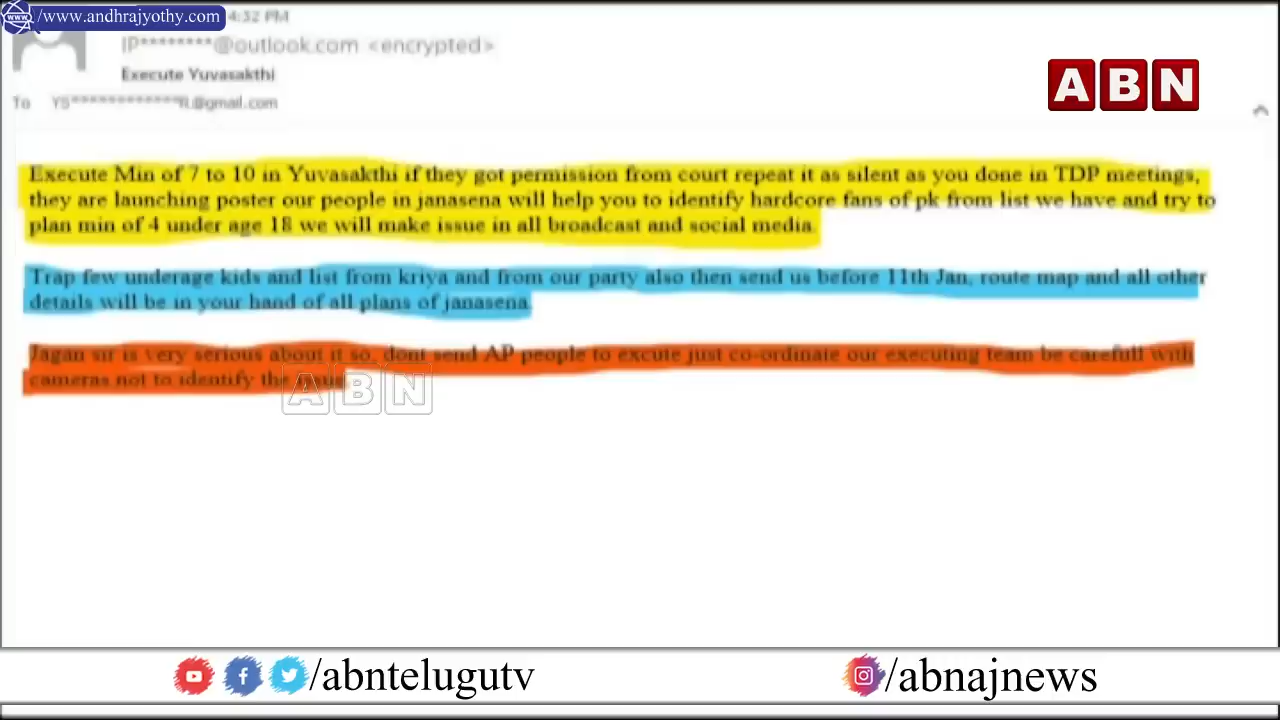 /www.andhrajyothy.com
4:32 PM
IP********@outlook.com <encrypted>
Execute Yuvasakthi
To YS*************R@gmail.com
ABN
Execute Min of 7 to 10 in Yuvasakthi if they got permission from court repeat it as silent as you done in TDP meetings,
they are launching poster our people in janasena will help you to identify hardcore fans of pk from list we have and try to
plan min of 4 under age 18 we will make issue in all broadcast and social media.
Trap few underage kids and list from kriya and from our party also then send us before 11th Jan, route map and all other
details will be in your hand of all plans of janasena.
Jagan sir is very serious about it so, dont send AP people to excute just co-ordinate our executing team be carefull with
cameras not to identify the
ABN
/abntelugutv
/abnajnews